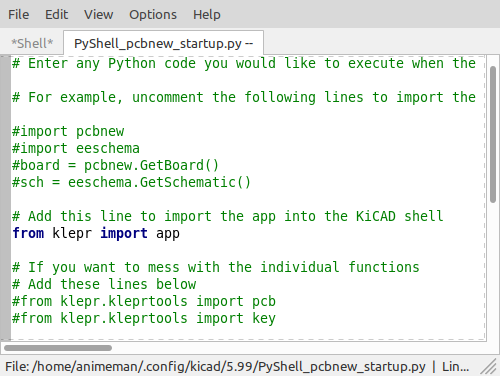 File Edit View Options Help
*Shell* PyShell_pcbnew_startup.py --
# Enter any Python code you would like to execute when the
# For example, uncomment the following lines to import the
#import pcbnew
#import eeschema
#board = pcbnew.GetBoard()
#sch = eeschema.GetSchematic()
# Add this line to import the app into the KiCAD shell
from klepr import app
# If you want to mess with the individual functions
# Add these lines below
#from klepr.kleprtools import pcb
#from klepr.kleprtools import key
File: /home/animeman/.config/kicad/5.99/PyShell_pcbnew_startup.py | Lin...